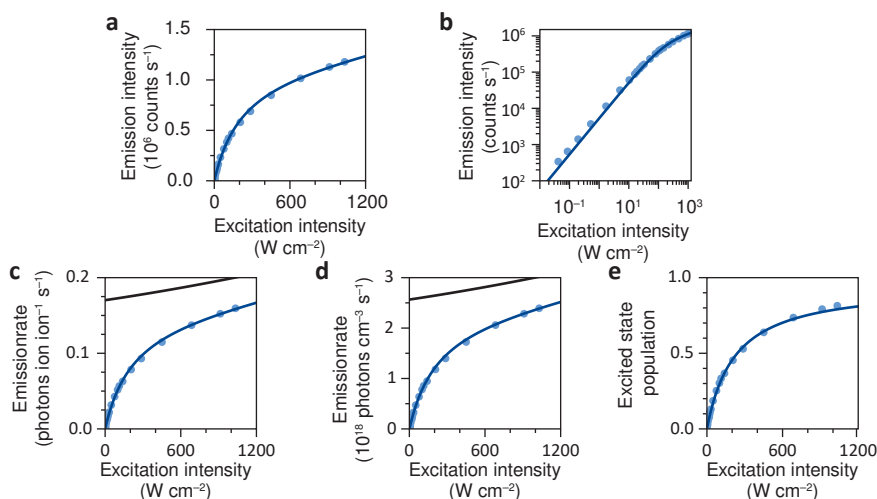 a
Emission intensity
(10⁶ counts s⁻¹)
1.5
1.0
0.5
0.0
0
600
1200
Excitation intensity
(W cm⁻²)
b
Emission intensity
(counts s⁻¹)
10⁶
10⁵
10⁴
10³
10²
10⁻¹
10¹
10³
Excitation intensity
(W cm⁻²)
c
Emissionrate
(photons ion ion⁻¹ s⁻¹)
0.2
0.1
0.0
0
600
1200
Excitation intensity
(W cm⁻²)
d
Emissionrate
(10¹⁸ photons cm⁻³ s⁻¹)
3
2
1
0
0
600
1200
Excitation intensity
(W cm⁻²)
e
Excited state
population
1.0
0.5
0.0
0
600
1200
Excitation intensity
(W cm⁻²)